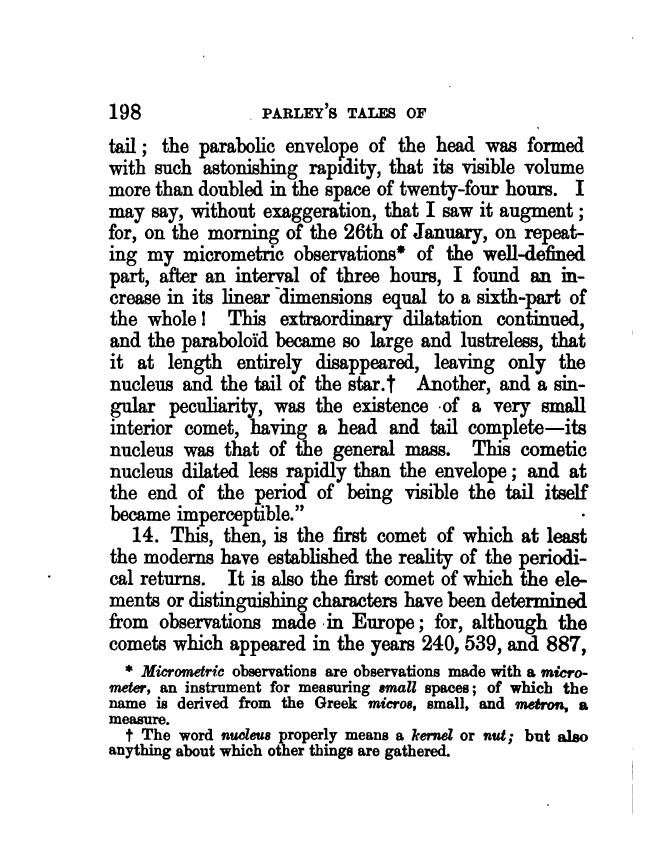 198 PARLEY'S TALES OF
tail; the parabolic envelope of the head was formed
with such astonishing rapidity, that its visible volume
more than doubled in the space of twenty-four hours. I
may say, without exaggeration, that I saw it augment;
for, on the morning of the 26th of January, on repeat-
ing my micrometric observations* of the well-defined
part, after an interval of three hours, I found an in-
crease in its linear dimensions equal to a sixth-part of
the whole! This extraordinary dilatation continued,
and the paraboloïd became so large and lustreless, that
it at length entirely disappeared, leaving only the
nucleus and the tail of the star.† Another, and a sin-
gular peculiarity, was the existence of a very small
interior comet, having a head and tail complete—its
nucleus was that of the general mass. This cometic
nucleus dilated less rapidly than the envelope; and at
the end of the period of being visible the tail itself
became imperceptible.”
14. This, then, is the first comet of which at least
the moderns have established the reality of the periodi-
cal returns. It is also the first comet of which the ele-
ments or distinguishing characters have been determined
from observations made in Europe; for, although the
comets which appeared in the years 240, 539, and 887,
* Micrometric observations are observations made with a micro-
meter, an instrument for measuring small spaces; of which the
name is derived from the Greek micros, small, and metron, a
measure.
† The word nucleus properly means a kernel or nut; but also
anything about which other things are gathered.